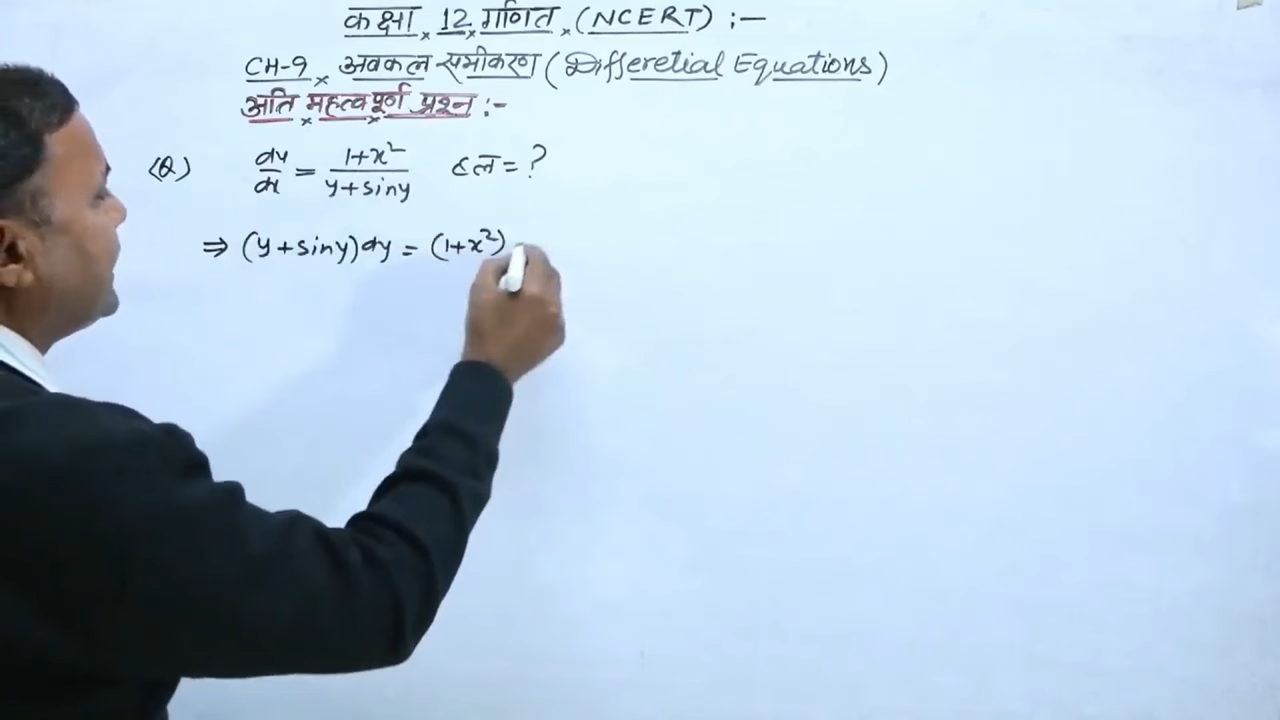 कक्षा 12 गणित (NCERT) :-
CH-9 अवकल समीकरण (Differetial Equations)
अति महत्वपूर्ण प्रश्न :-
(Q) dy/dx = 1+x²/y+siny हल = ?
⇒ (y+siny)dy = (1+x²)